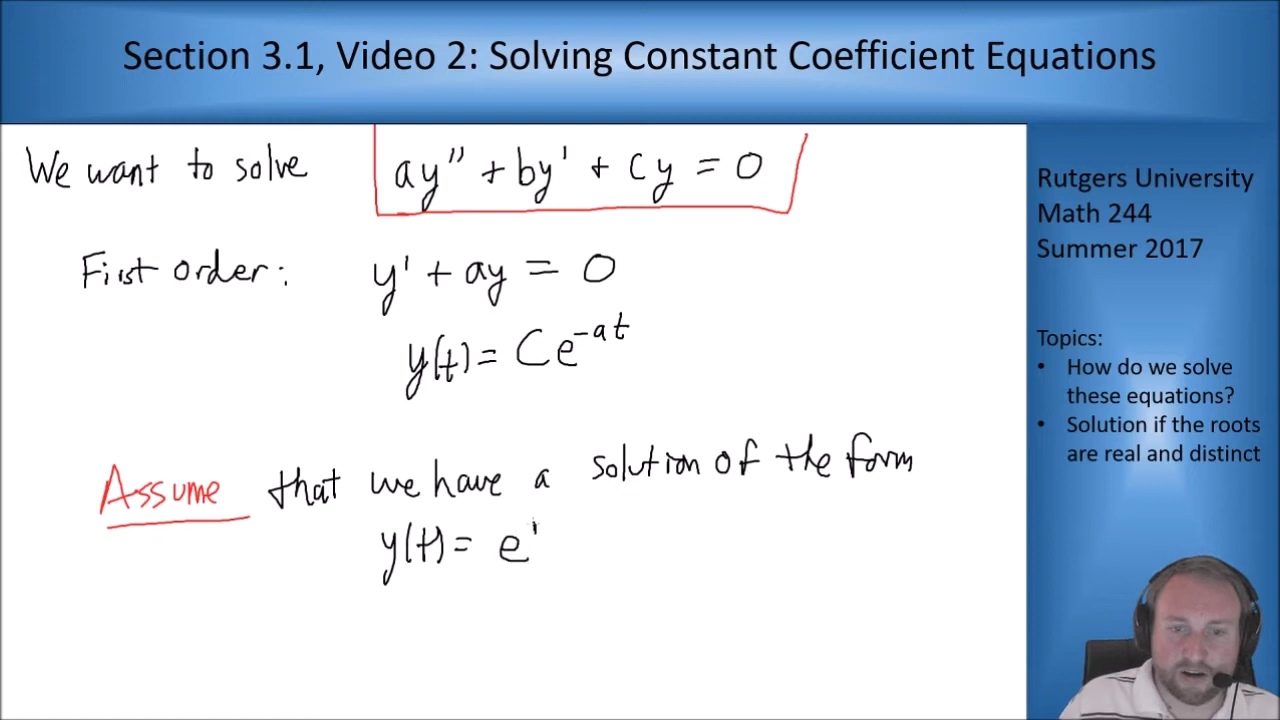 Section 3.1, Video 2: Solving Constant Coefficient Equations
We want to solve ay'' + by' + cy = 0
First order: y' + ay = 0
y(t) = Ce^{-at}
Assume that we have a solution of the form
y(t) = e
Rutgers University
Math 244
Summer 2017
Topics:
• How do we solve
these equations?
• Solution if the roots
are real and distinct